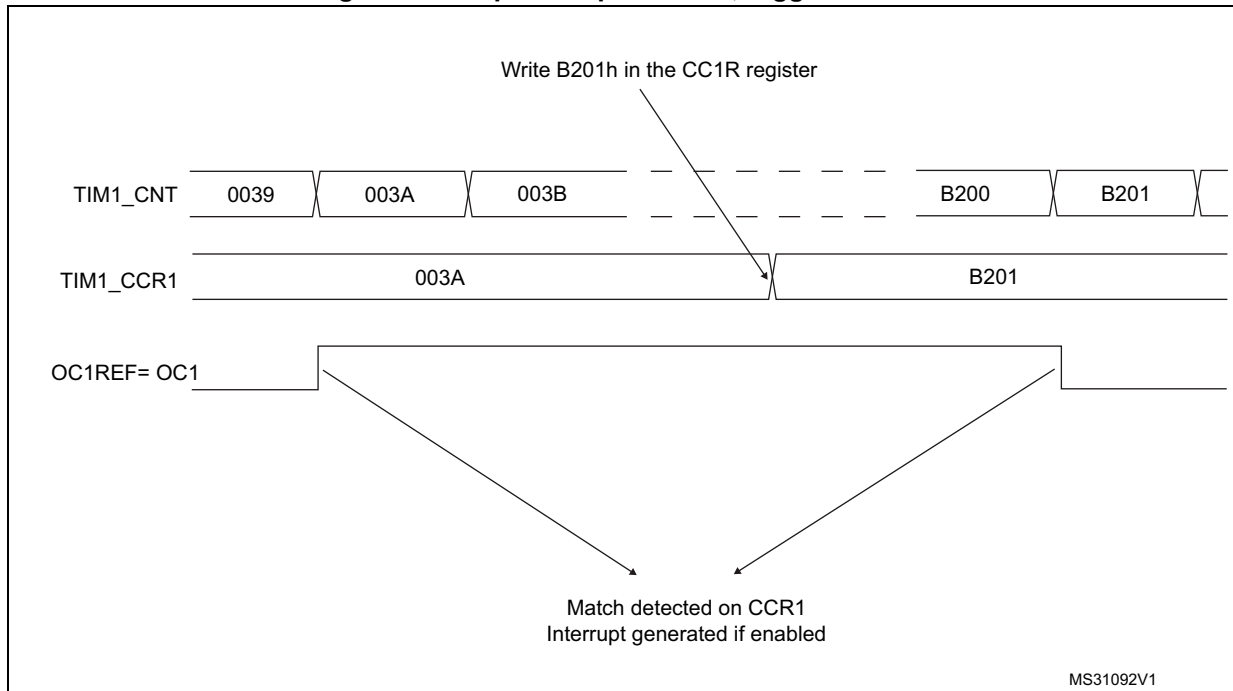 Write B201h in the CC1R register
TIM1_CNT 0039 003A 003B B200 B201
TIM1_CCR1 003A B201
OC1REF= OC1
Match detected on CCR1
Interrupt generated if enabled
MS31092V1